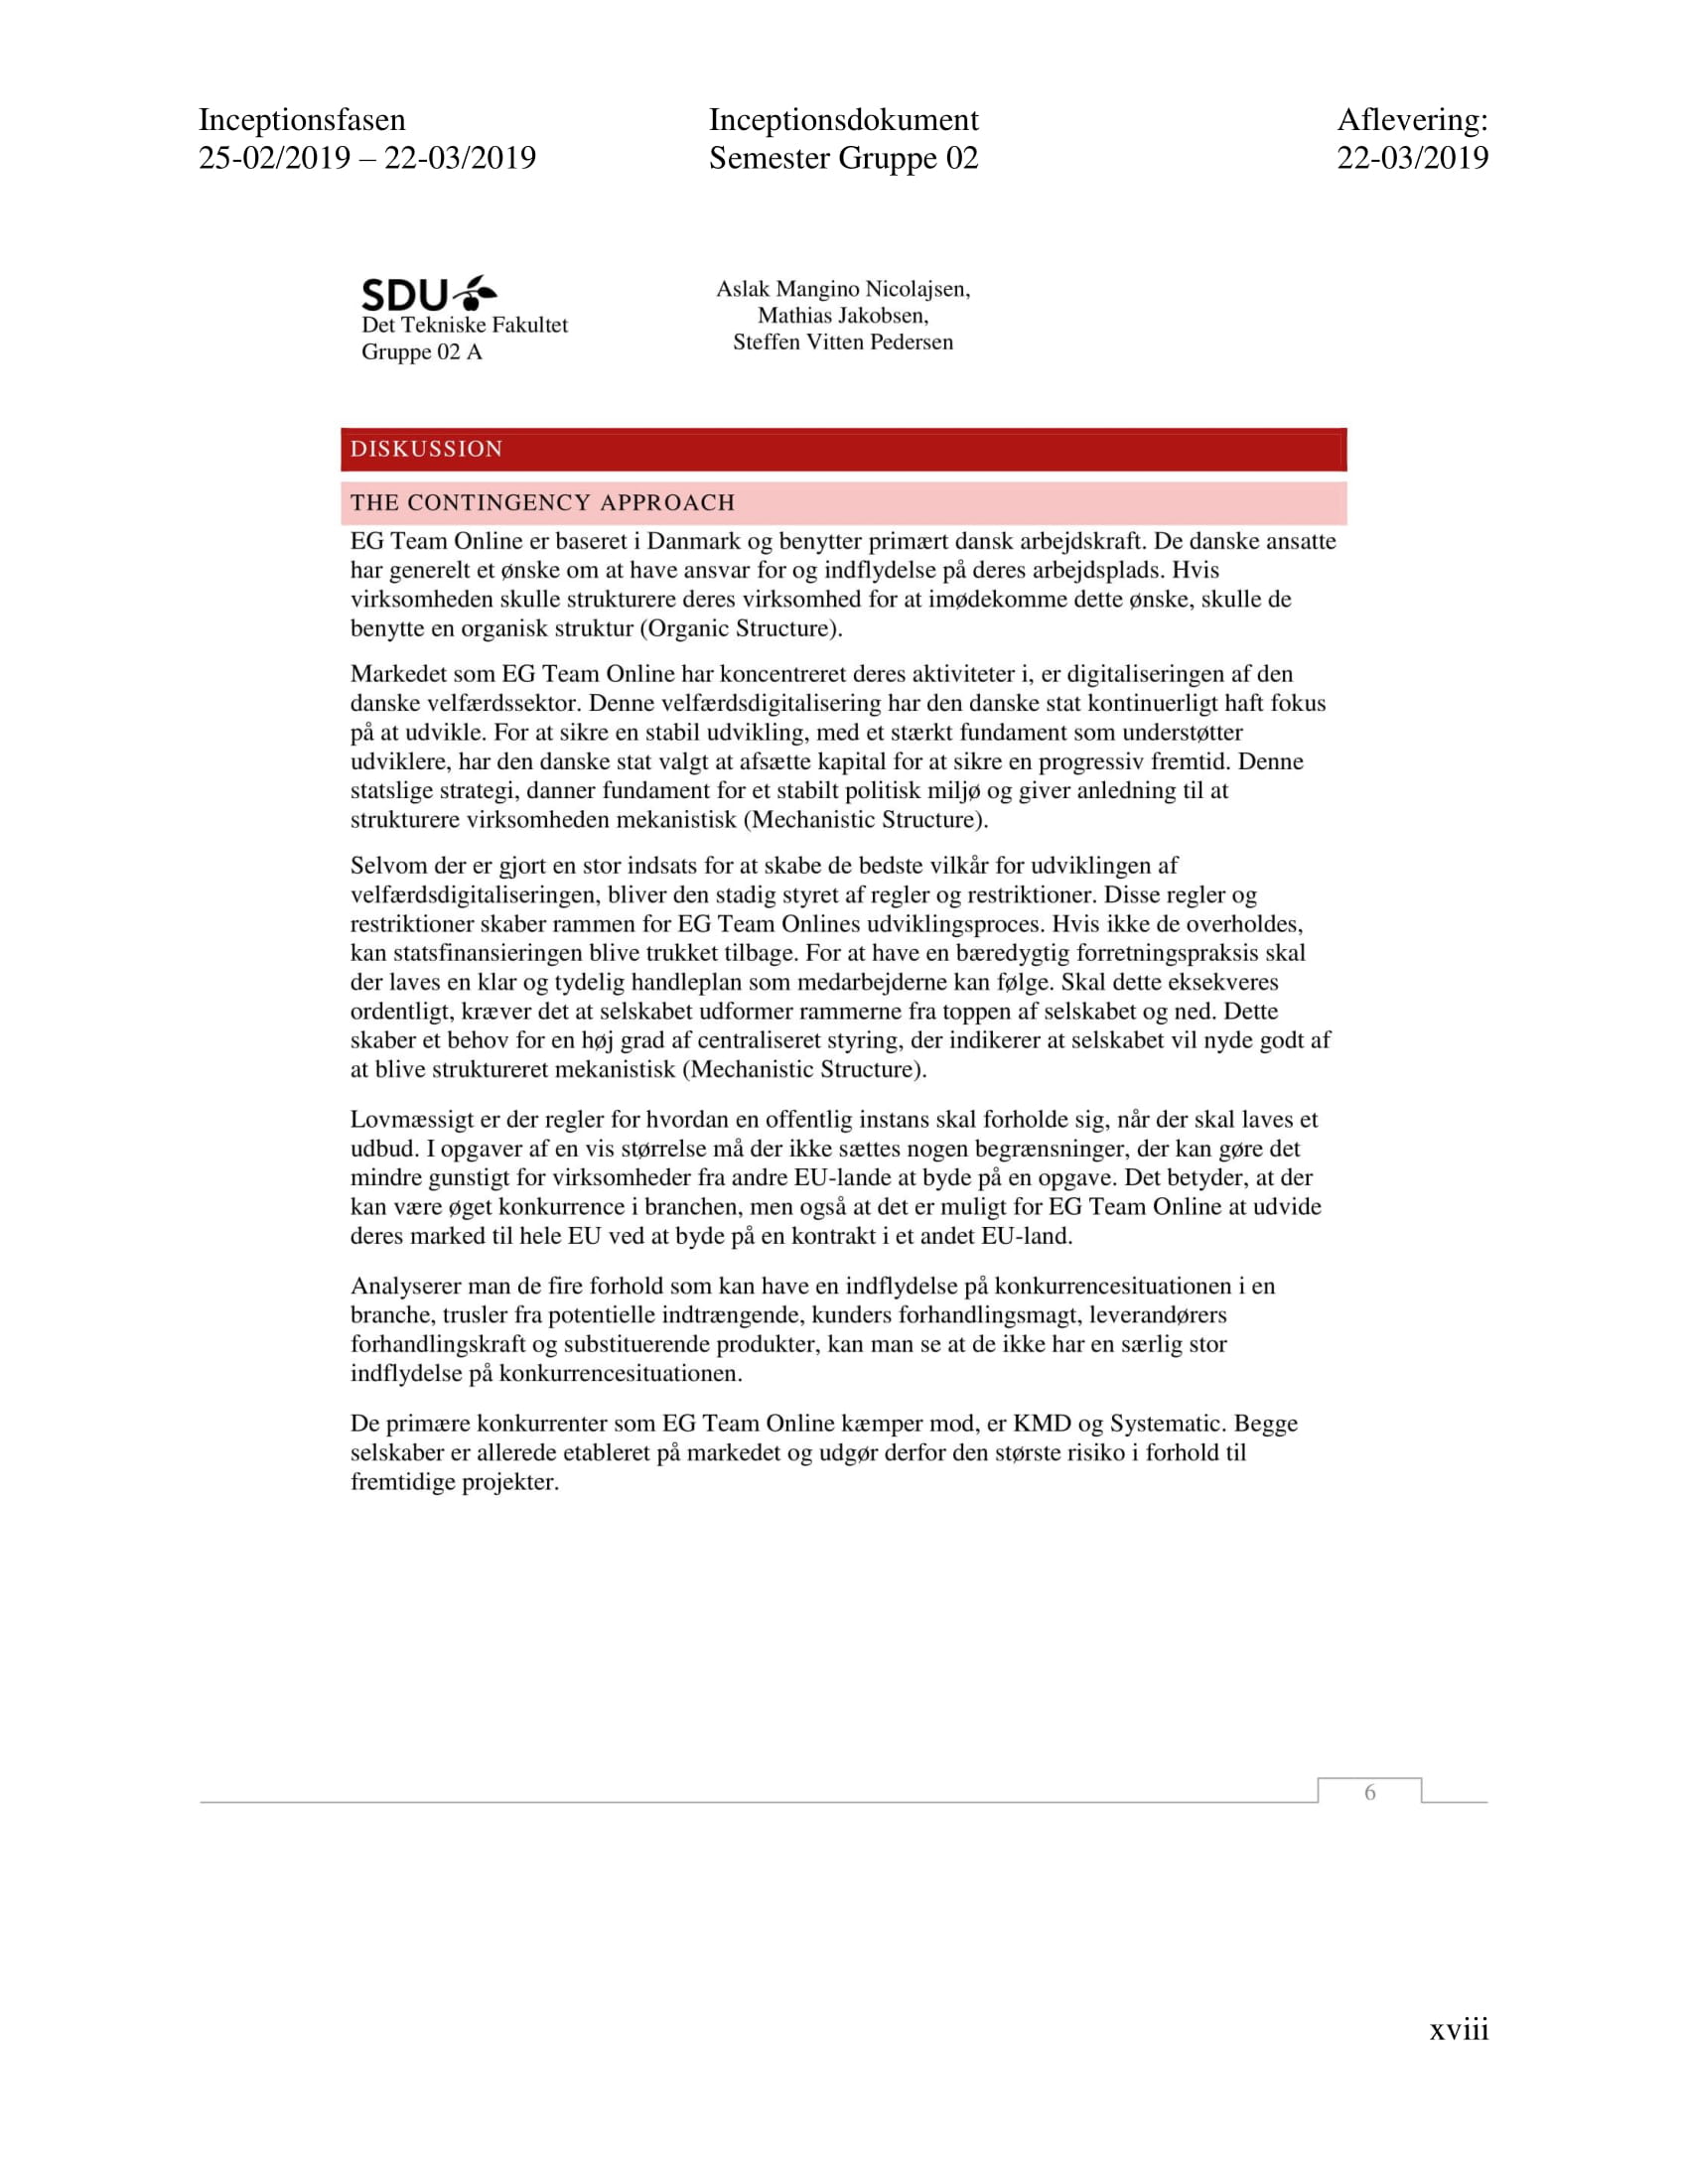 Inceptionsfasen
25-02/2019 – 22-03/2019
Inceptionsdokument
Semester Gruppe 02
Aflevering:
22-03/2019
SDU
Det Tekniske Fakultet
Gruppe 02 A
Aslak Mangino Nicolajsen,
Mathias Jakobsen,
Steffen Vitten Pedersen
DISKUSSION
THE CONTINGENCY APPROACH
EG Team Online er baseret i Danmark og benytter primært dansk arbejdskraft. De danske ansatte
har generelt et ønske om at have ansvar for og indflydelse på deres arbejdsplads. Hvis
virksomheden skulle strukturere deres virksomhed for at imødekomme dette ønske, skulle de
benytte en organisk struktur (Organic Structure).
Markedet som EG Team Online har koncentreret deres aktiviteter i, er digitaliseringen af den
danske velfærdssektor. Denne velfærdsdigitalisering har den danske stat kontinuerligt haft fokus
på at udvikle. For at sikre en stabil udvikling, med et stærkt fundament som understøtter
udviklere, har den danske stat valgt at afsætte kapital for at sikre en progressiv fremtid. Denne
statslige strategi, danner fundament for et stabilt politisk miljø og giver anledning til at
strukturere virksomheden mekanistisk (Mechanistic Structure).
Selvom der er gjort en stor indsats for at skabe de bedste vilkår for udviklingen af
velfærdsdigitaliseringen, bliver den stadig styret af regler og restriktioner. Disse regler og
restriktioner skaber rammen for EG Team Onlines udviklingsproces. Hvis ikke de overholdes,
kan statsfinansieringen blive trukket tilbage. For at have en bæredygtig forretningspraksis skal
der laves en klar og tydelig handleplan som medarbejderne kan følge. Skal dette eksekveres
ordentligt, kræver det at selskabet udformer rammerne fra toppen af selskabet og ned. Dette
skaber et behov for en høj grad af centraliseret styring, der indikerer at selskabet vil nyde godt af
at blive struktureret mekanistisk (Mechanistic Structure).
Lovmæssigt er der regler for hvordan en offentlig instans skal forholde sig, når der skal laves et
udbud. I opgaver af en vis størrelse må der ikke sættes nogen begrænsninger, der kan gøre det
mindre gunstigt for virksomheder fra andre EU-lande at byde på en opgave. Det betyder, at der
kan være øget konkurrence i branchen, men også at det er muligt for EG Team Online at udvide
deres marked til hele EU ved at byde på en kontrakt i et andet EU-land.
Analyserer man de fire forhold som kan have en indflydelse på konkurrencesituationen i en
branche, trusler fra potentielle indtrængende, kunders forhandlingsmagt, leverandørers
forhandlingskraft og substituerende produkter, kan man se at de ikke har en særlig stor
indflydelse på konkurrencesituationen.
De primære konkurrenter som EG Team Online kæmper mod, er KMD og Systematic. Begge
selskaber er allerede etableret på markedet og udgør derfor den største risiko i forhold til
fremtidige projekter.
6
xviii